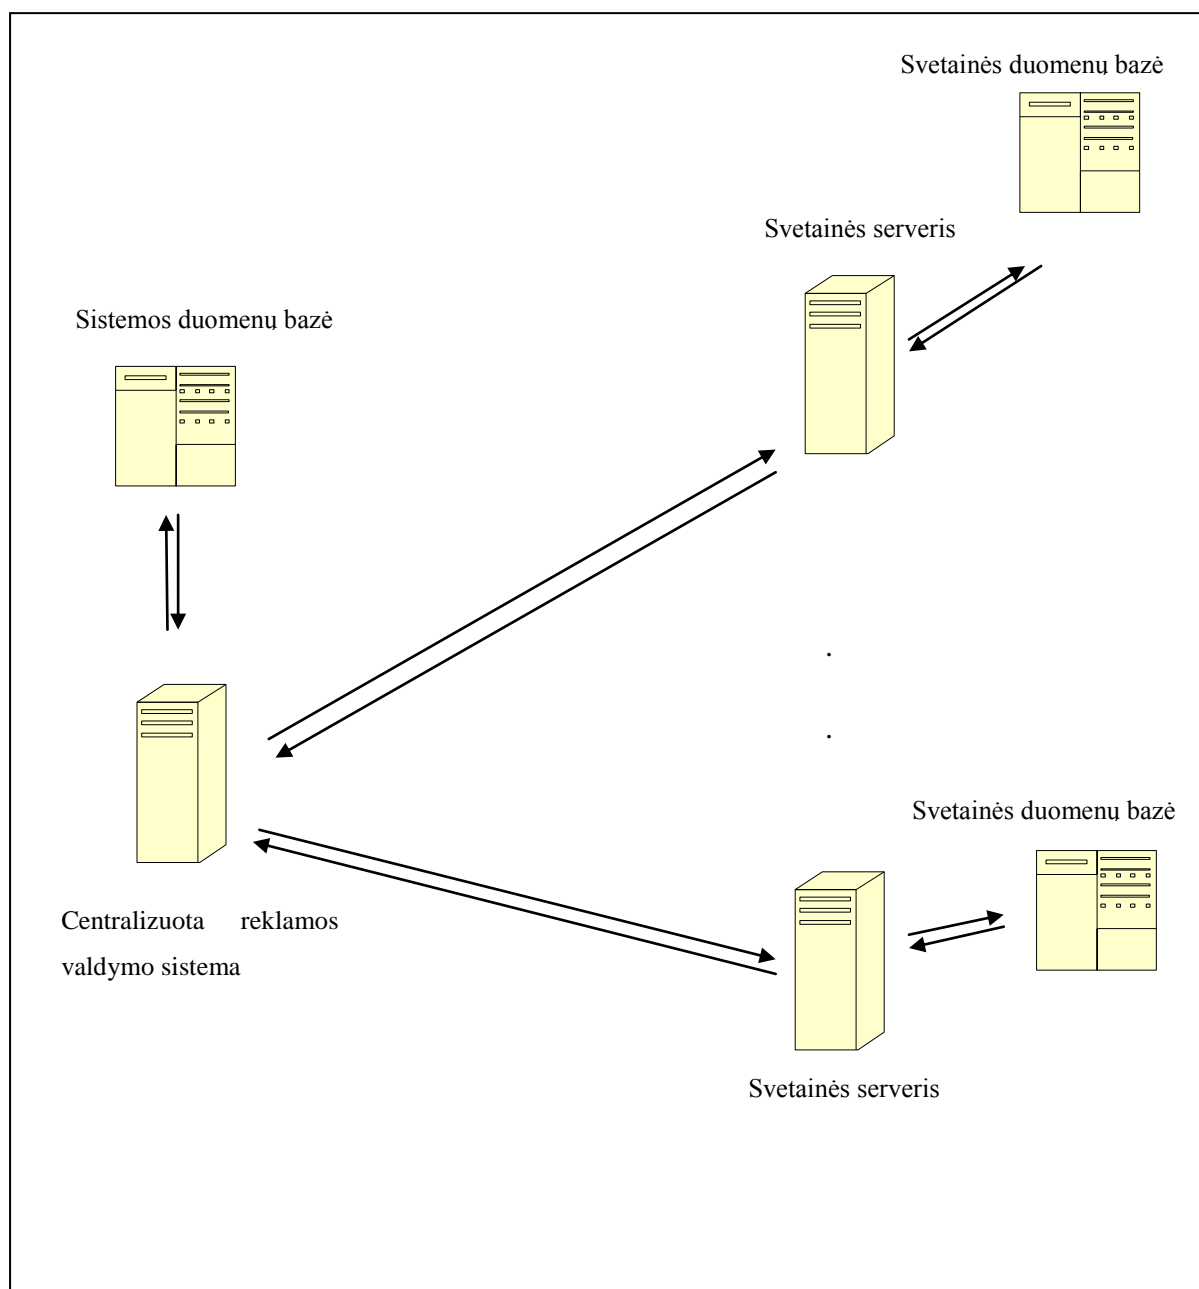 Svetainės duomenų bazė
Svetainės serveris
Sistemos duomenų bazė
.
.
Svetainės duomenų bazė
Centralizuota reklamos
valdymo sistema
Svetainės serveris